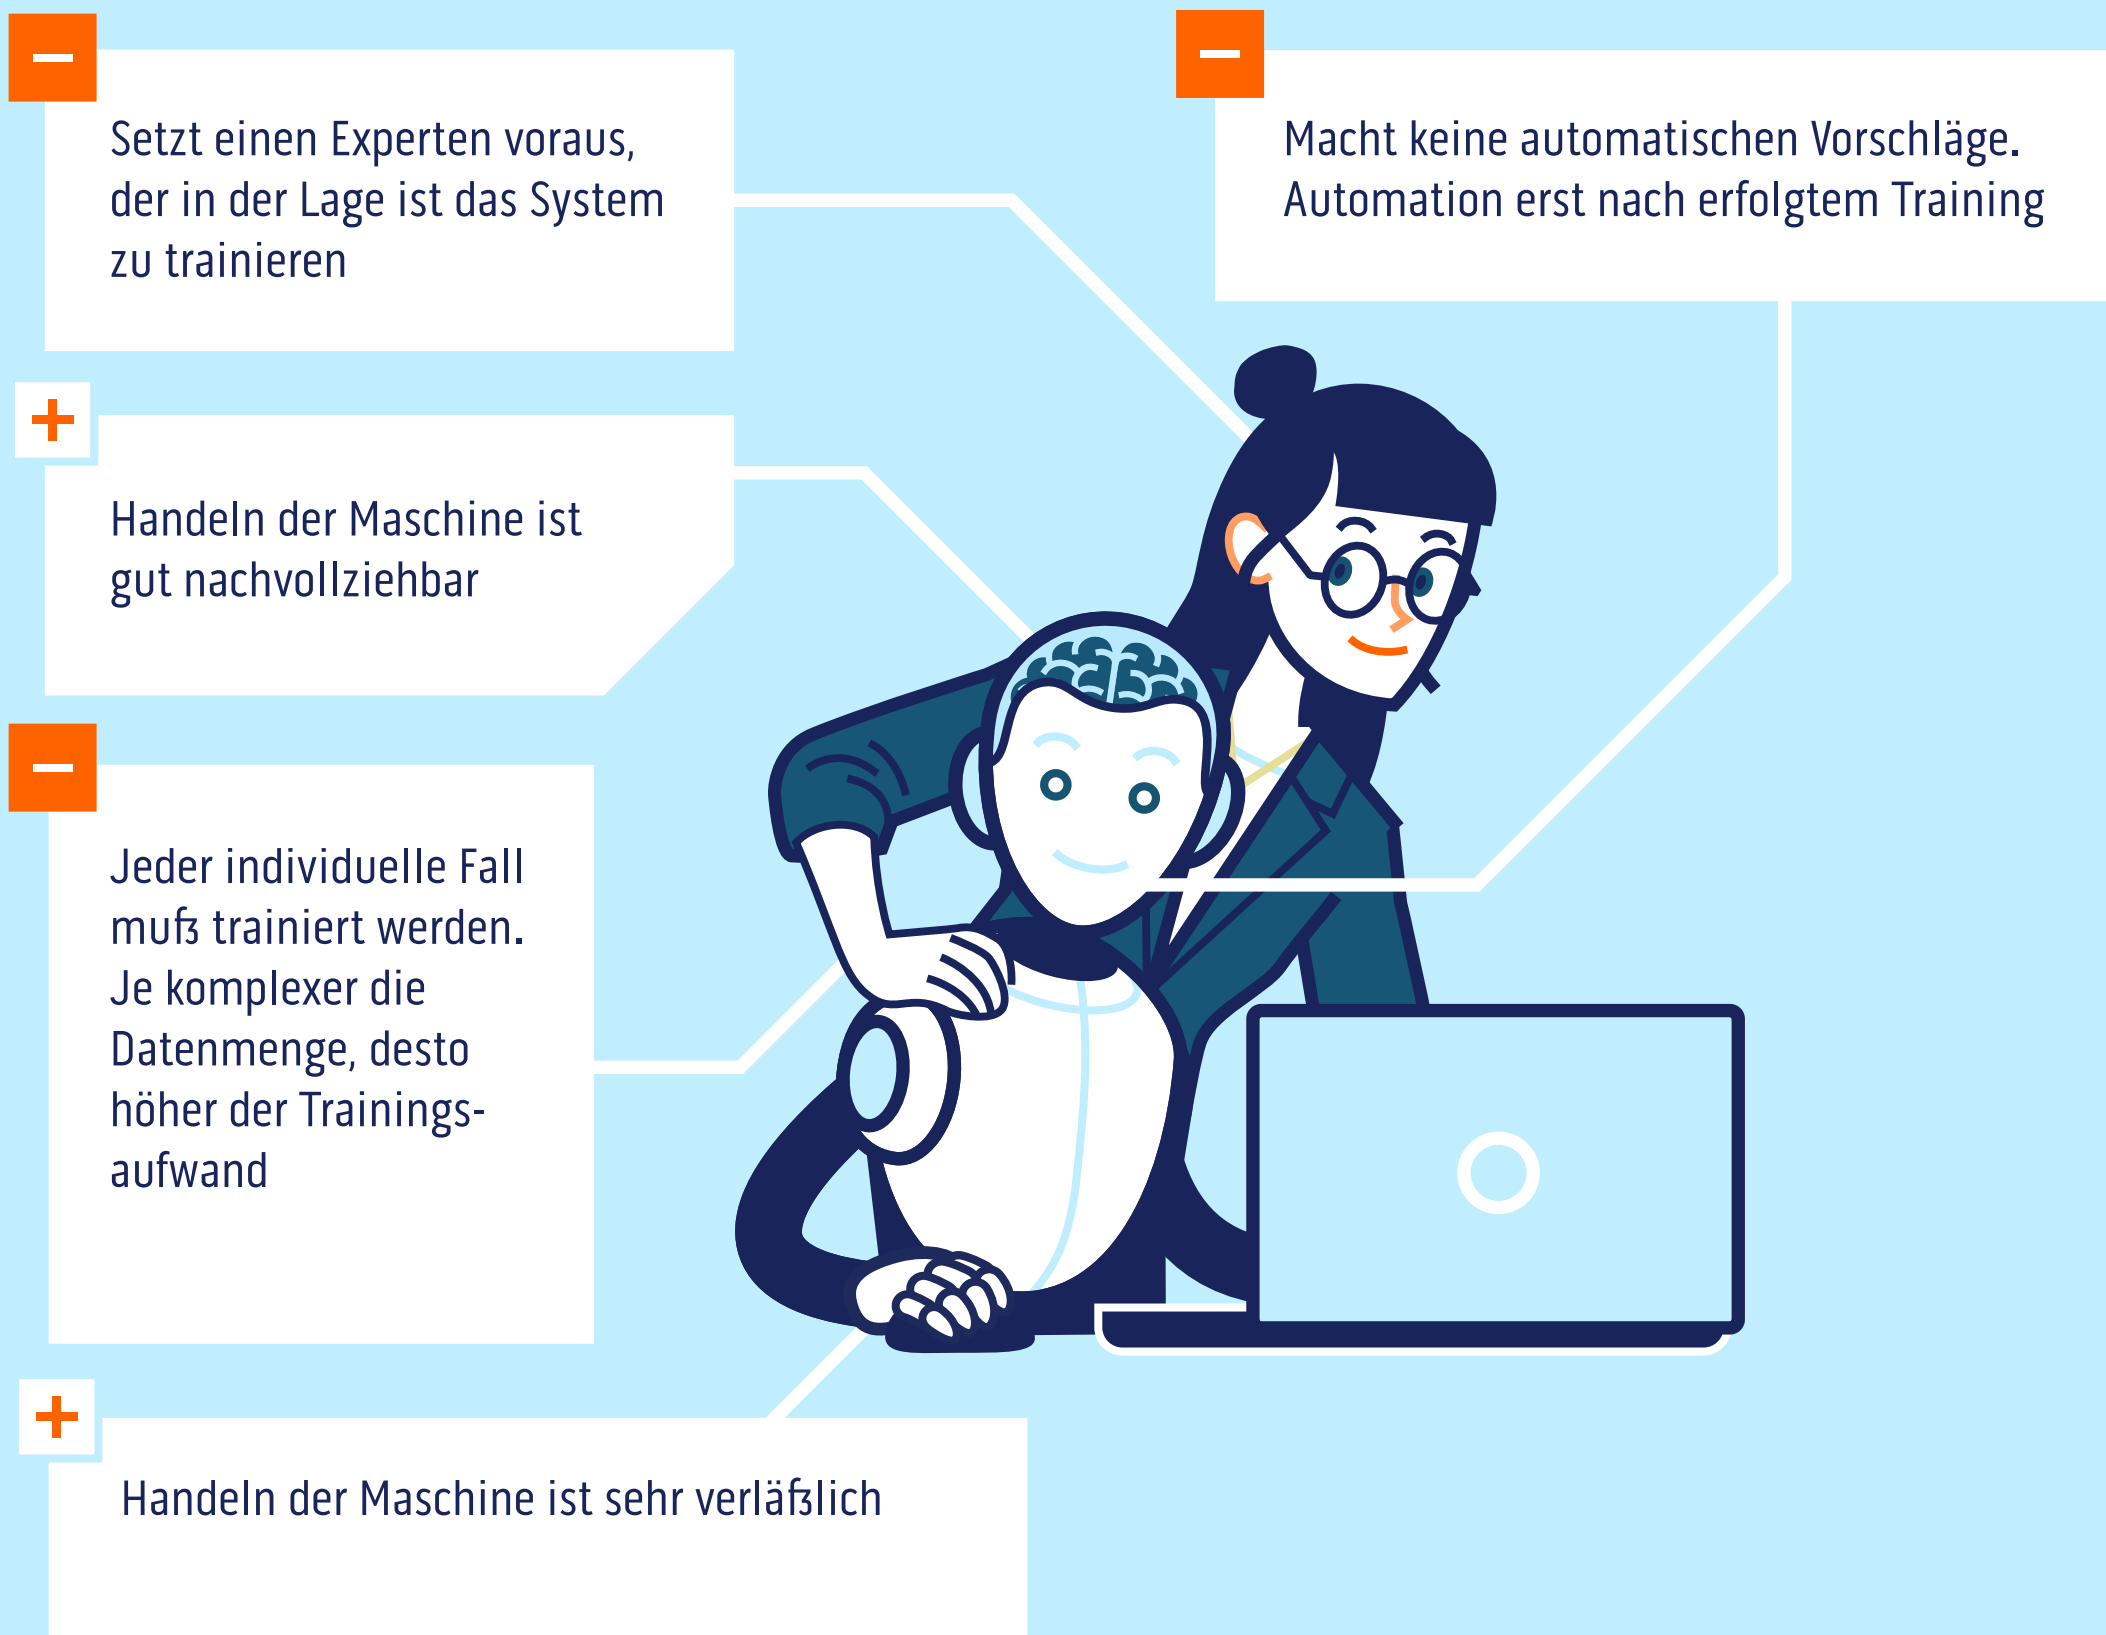 Setzt einen Experten voraus,
der in der Lage ist das System
zu trainieren
Macht keine automatischen Vorschläge.
Automation erst nach erfolgtem Training
Handeln der Maschine ist
gut nachvollziehbar
Jeder individuelle Fall
muß trainiert werden.
Je komplexer die
Datenmenge, desto
höher der Trainings-
aufwand
Handeln der Maschine ist sehr verläßlich